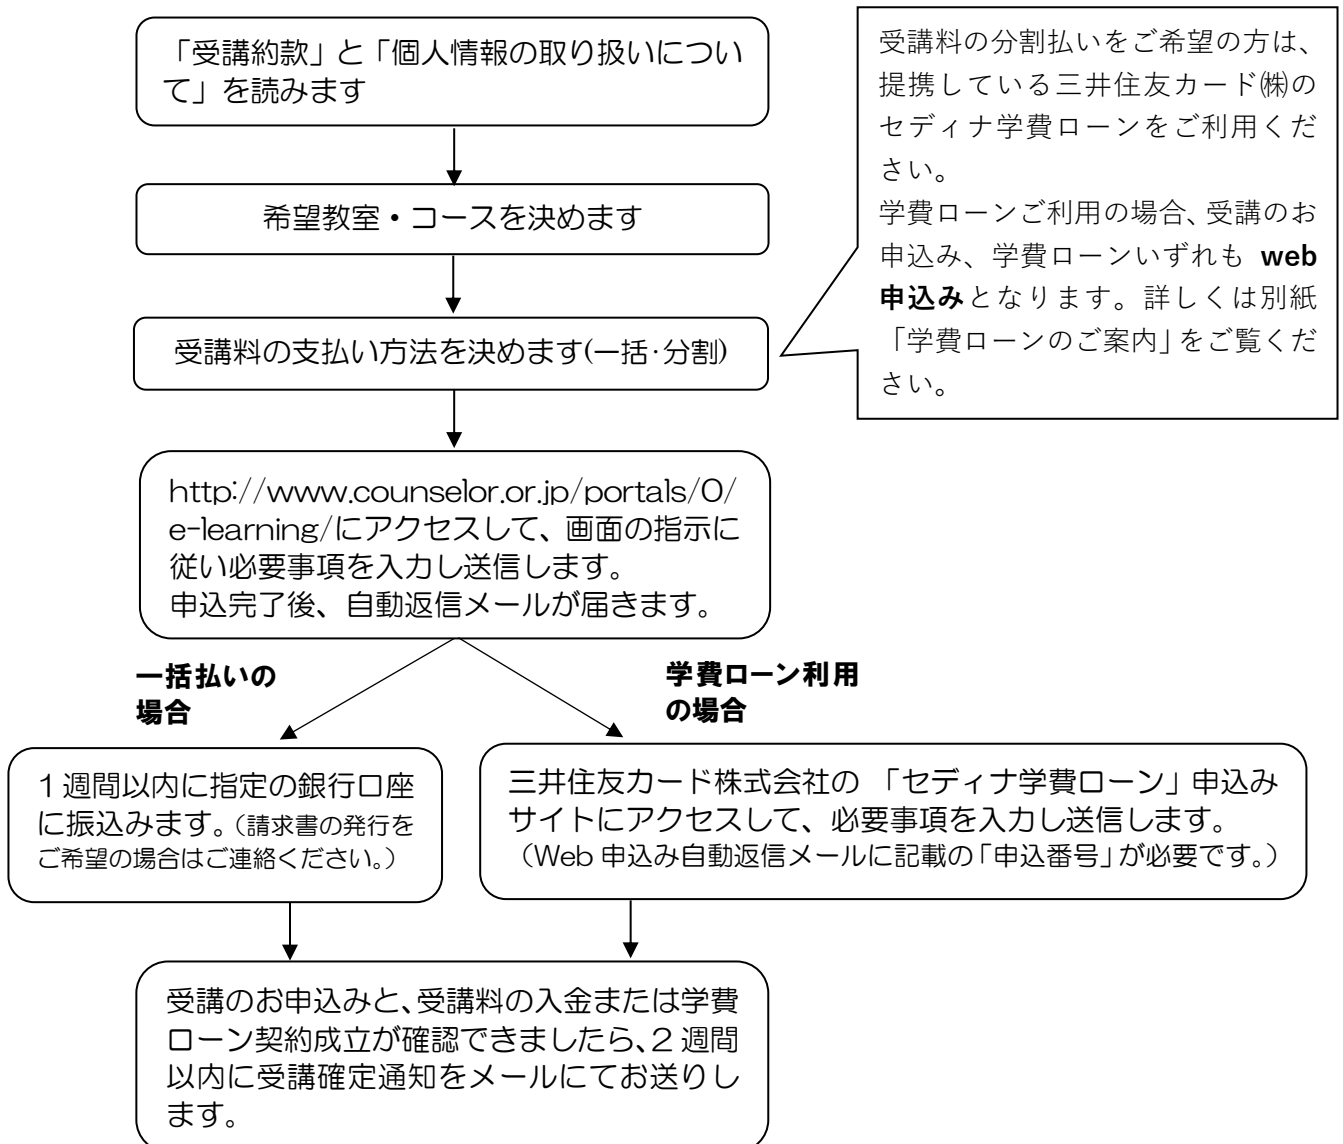 「受講約款」と「個人情報の取り扱いについ
て」を読みます
希望教室・コースを決めます
受講料の支払い方法を決めます(一括･分割)
受講料の分割払いをご希望の方は、
提携している三井住友カード㈱の
セディナ学費ローンをご利用くだ
さい。
学費ローンご利用の場合、受講のお
申込み、学費ローンいずれも web
申込みとなります。詳しくは別紙
「学費ローンのご案内」をご覧くだ
さい。
http://www.counselor.or.jp/portals/0/
e-learning/にアクセスして、画面の指示に
従い必要事項を入力し送信します。
申込完了後、自動返信メールが届きます。
一括払いの
場合
学費ローン利用
の場合
1週間以内に指定の銀行口座
に振込みます。(請求書の発行を
ご希望の場合はご連絡ください。)
三井住友カード株式会社の 「セディナ学費ローン」申込み
サイトにアクセスして、必要事項を入力し送信します。
(Web 申込み自動返信メールに記載の「申込番号」が必要です。)
受講のお申込みと、受講料の入金または学費
ローン契約成立が確認できましたら、2週間
以内に受講確定通知をメールにてお送りし
ます。